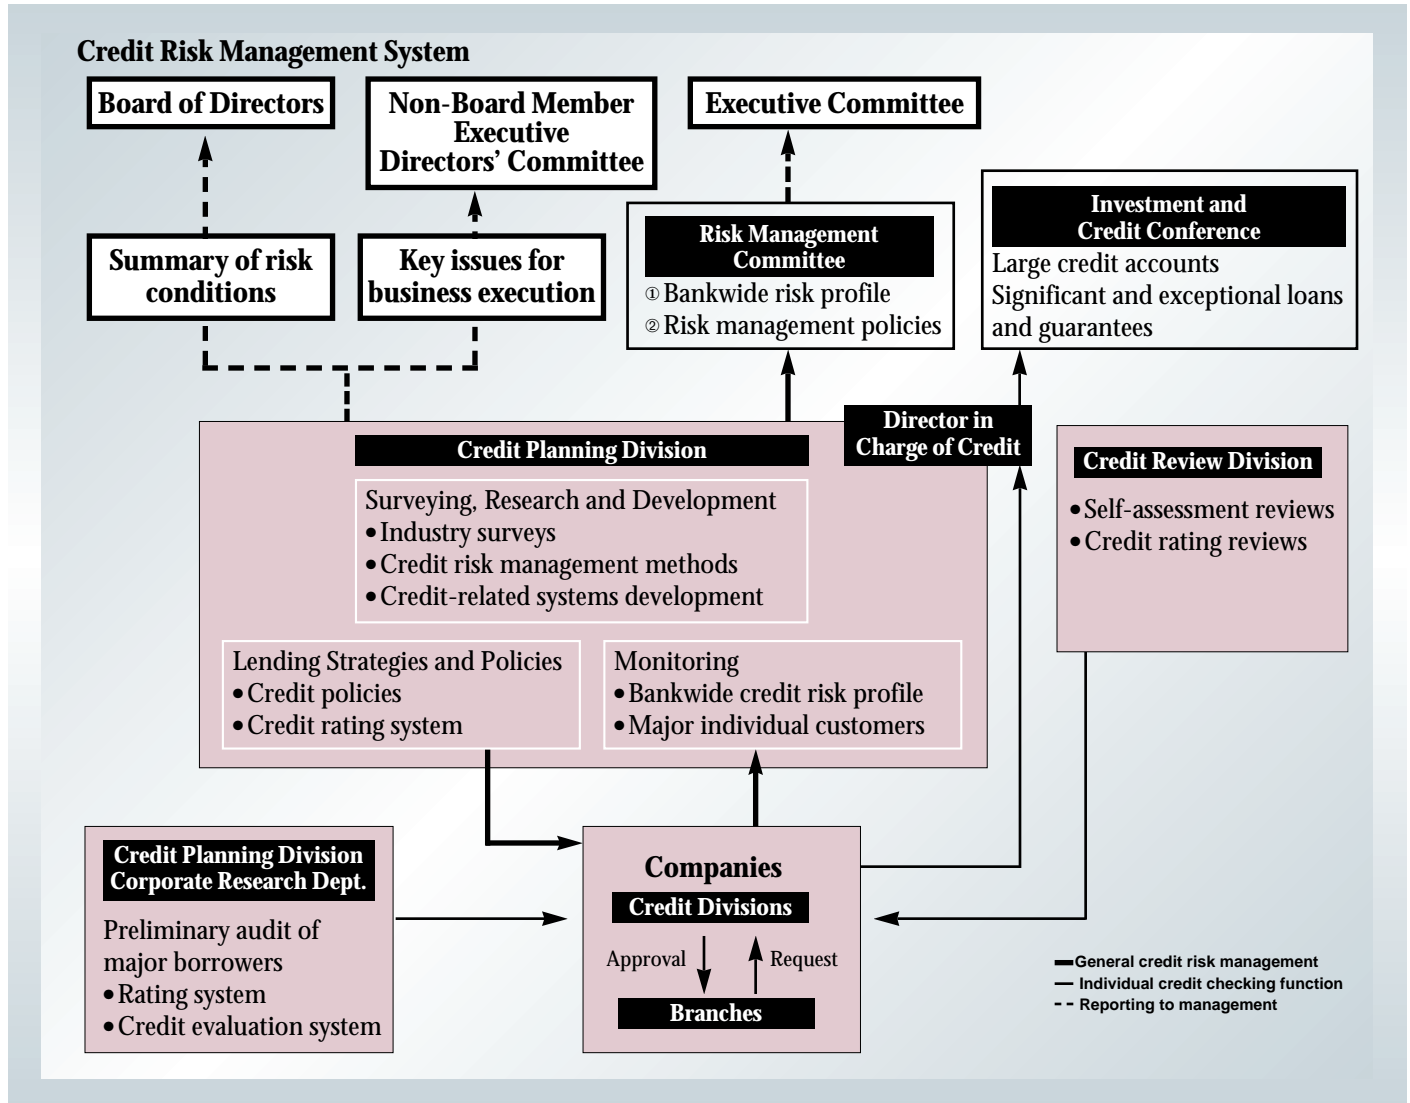 Credit Risk Management System
Board of Directors
Non-Board Member
Executive
Directors’ Committee
Executive Committee
Summary of risk
conditions
Key issues for
business execution
Risk Management
Committee
① Bankwide risk profile
② Risk management policies
Investment and
Credit Conference
Large credit accounts
Significant and exceptional loans
and guarantees
Director in
Charge of Credit
Credit Planning Division
Surveying, Research and Development
• Industry surveys
• Credit risk management methods
• Credit-related systems development
Lending Strategies and Policies
• Credit policies
• Credit rating system
Monitoring
• Bankwide credit risk profile
• Major individual customers
Credit Review Division
• Self-assessment reviews
• Credit rating reviews
Credit Planning Division
Corporate Research Dept.
Preliminary audit of
major borrowers
• Rating system
• Credit evaluation system
Companies
Credit Divisions
Approval
Request
Branches
General credit risk management
Individual credit checking function
Reporting to management